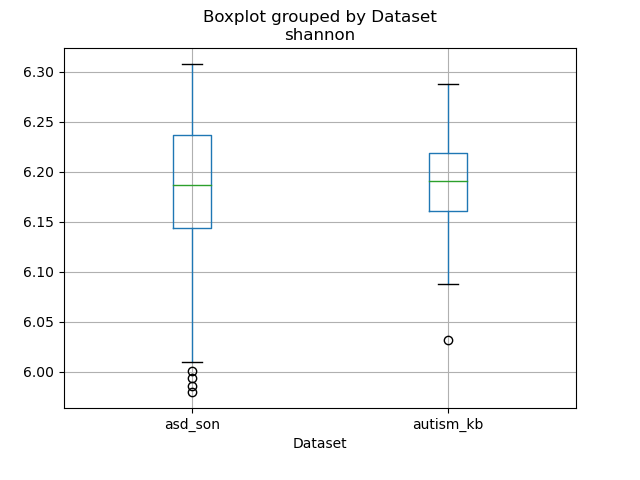 Boxplot grouped by Dataset
shannon
6.30
6.25
6.20
6.15
6.10
6.05
6.00
asd_son
autism_kb
Dataset